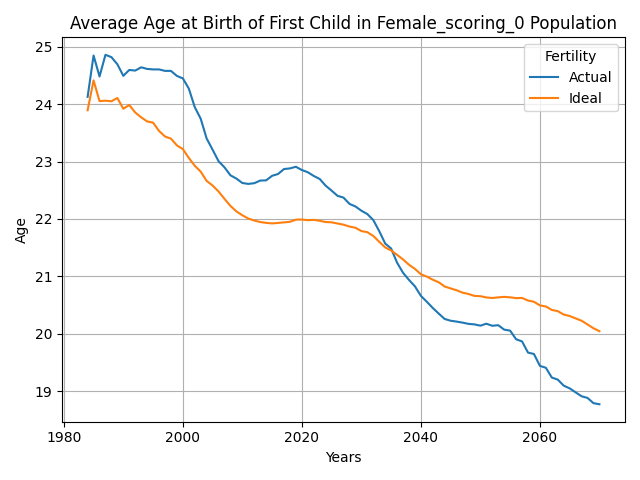 Average Age at Birth of First Child in Female_scoring_0 Population
Fertility
Actual
Ideal
Age
25
24
23
22
21
20
19
1980
2000
2020
2040
2060
Years